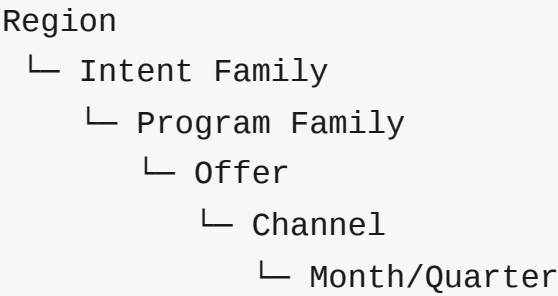 Region
└─ Intent Family
└─ Program Family
└─ Offer
└─ Channel
└─ Month/Quarter